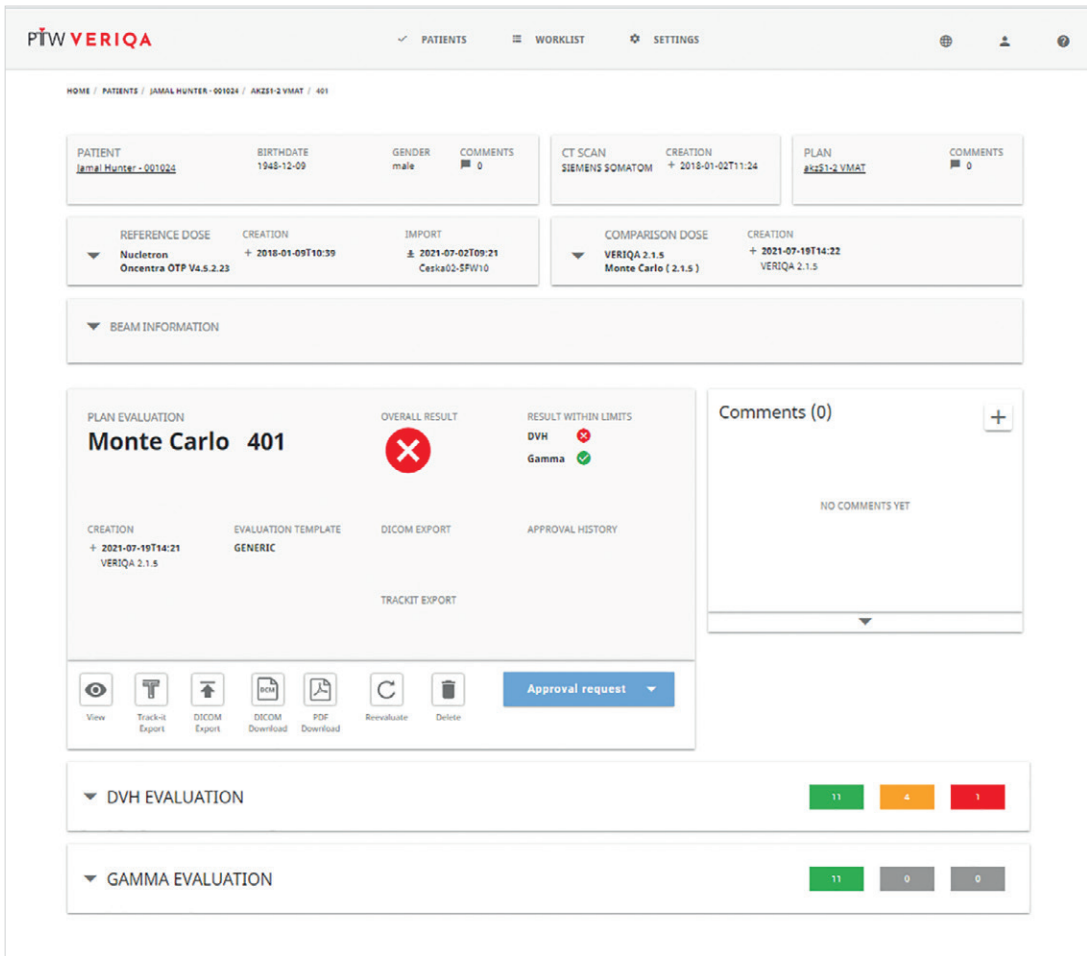 PTW VERIQA
PATIENTS
WORKLIST
SETTINGS
HOME / PATIENTS / JAMAL HUNTER - 001024 / AKZS1-2 VMAT / 401
PATIENT
Jamal Hunter - 001024
BIRTHDATE
1948-12-09
GENDER
male
COMMENTS
0
CT SCAN
SIEMENS SOMATOM
CREATION
+ 2018-01-02T11:24
PLAN
akzS1-2 VMAT
COMMENTS
0
REFERENCE DOSE
Nucletron
Oncentra OTP V4.5.2.23
CREATION
+ 2018-01-09T10:39
IMPORT
2021-07-02T09:21
Ceska02-SFW10
COMPARISON DOSE
VERIQA 2.1.5
Monte Carlo ( 2.1.5 )
CREATION
+ 2021-07-19T14:22
VERIQA 2.1.5
BEAM INFORMATION
PLAN EVALUATION
Monte Carlo 401
OVERALL RESULT
RESULT WITHIN LIMITS
DVH
Gamma
CREATION
+ 2021-07-19T14:21
VERIQA 2.1.5
EVALUATION TEMPLATE
GENERIC
DICOM EXPORT
APPROVAL HISTORY
TRACKIT EXPORT
View
Track-it
Export
DICOM
Export
DCM
DICOM
Download
PDF
Download
Reevaluate
Delete
Approval request
Comments (0)
+
NO COMMENTS YET
DVH EVALUATION
11
4
1
GAMMA EVALUATION
11
0
0